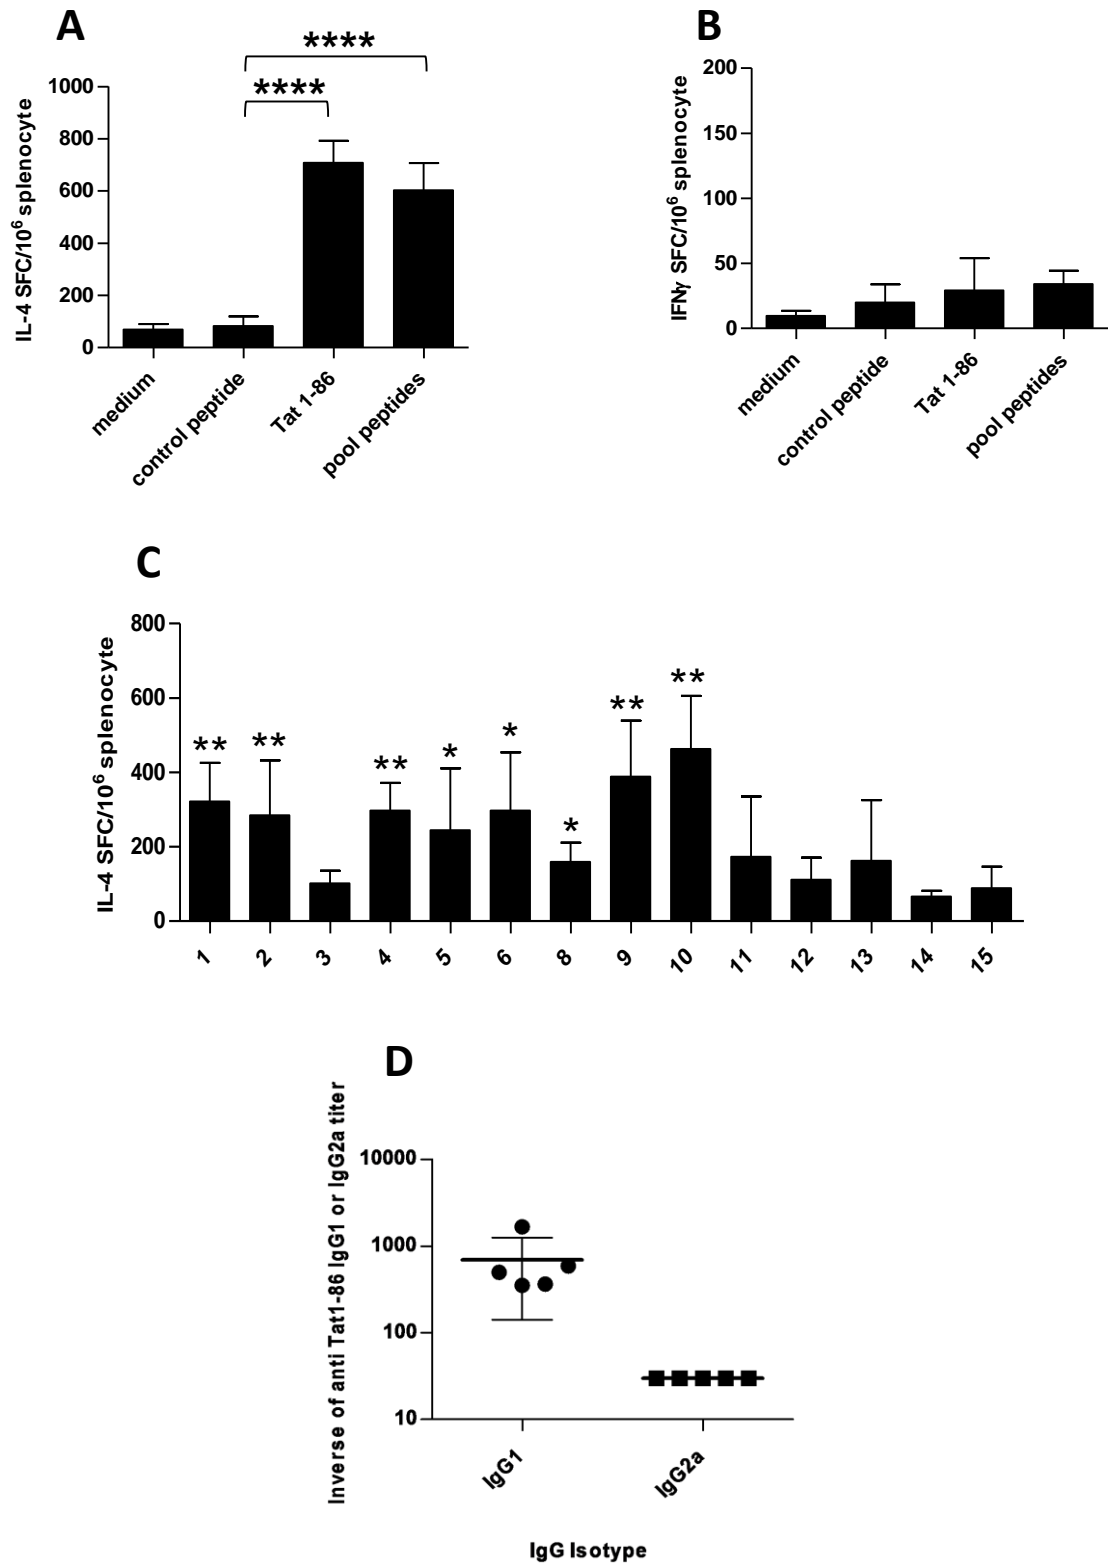 A
****
****
1000
800
600
400
200
0
IL-4 SFC/10⁶ splenocyte
medium
control peptide
Tat 1-86
pool peptides
B
200
150
100
50
0
IFNγ SFC/10⁶ splenocyte
medium
control peptide
Tat 1-86
pool peptides
C
800
600
400
200
0
IL-4 SFC/10⁶ splenocyte
** ** ** * * * ** **
1 2 3 4 5 6 8 9 10 11 12 13 14 15
D
10000
1000
100
10
Inverse of anti Tat1-86 IgG1 or IgG2a titer
IgG1
IgG2a
IgG Isotype